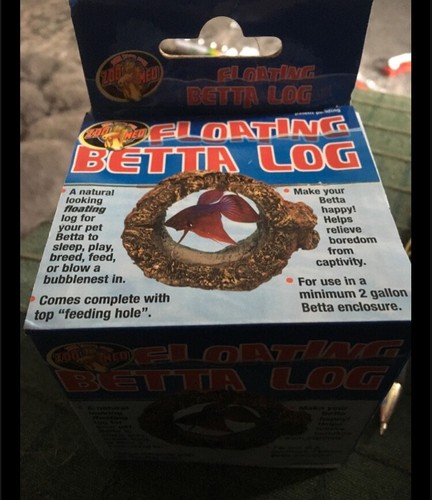 ZOO MED
FLOATING
BETTA LOG
ZOO MED
FLOATING
BETTA LOG
• A natural
looking
floating
log for
your pet
Betta to
sleep, play,
breed, feed,
or blow a
bubblenest in.
• Comes complete with
top “feeding hole”.
• Make your
Betta
happy!
Helps
relieve
boredom
from
captivity.
• For use in a
minimum 2 gallon
Betta enclosure.
ZOO MED
FLOATING
BETTA LOG